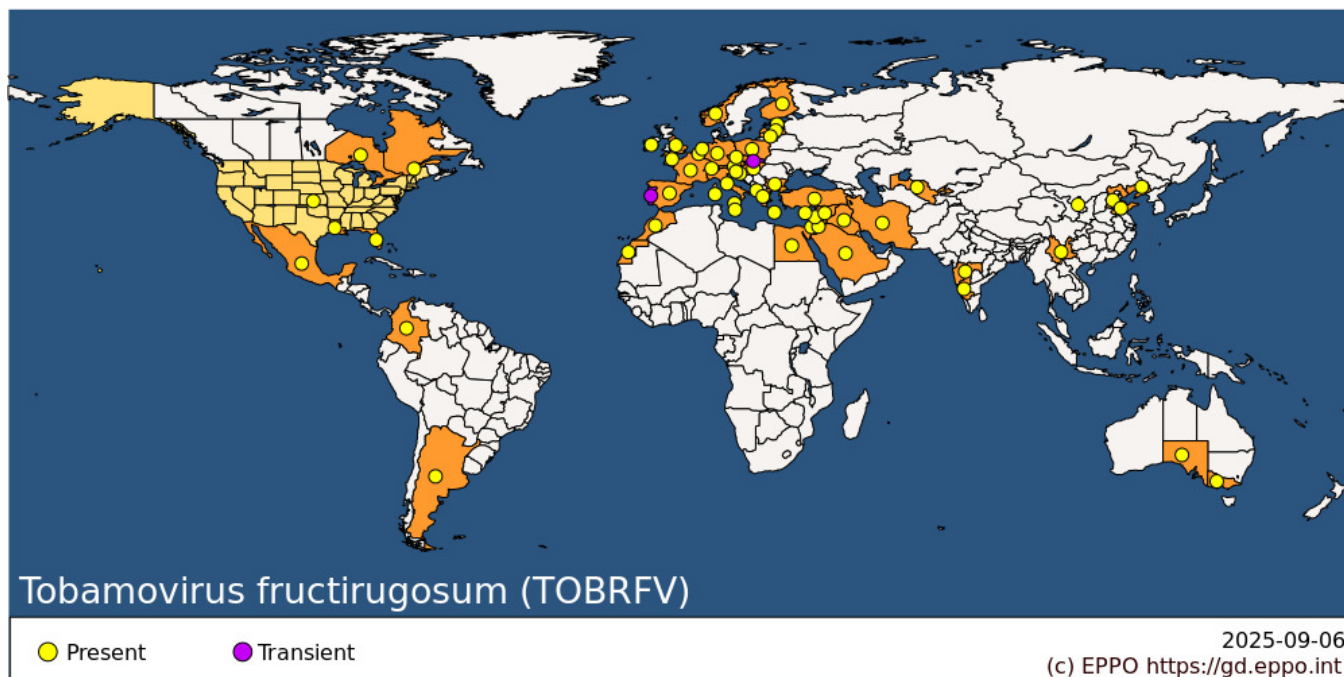 Tobamovirus fructirugosum (TOBRFV)
Present
Transient
2025-09-06
(c) EPPO https://gd.eppo.int